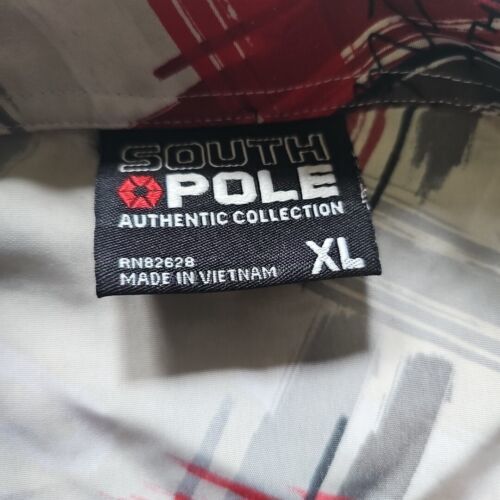 SOUTH
POLE
AUTHENTIC COLLECTION
RN82628
MADE IN VIETNAM
XL